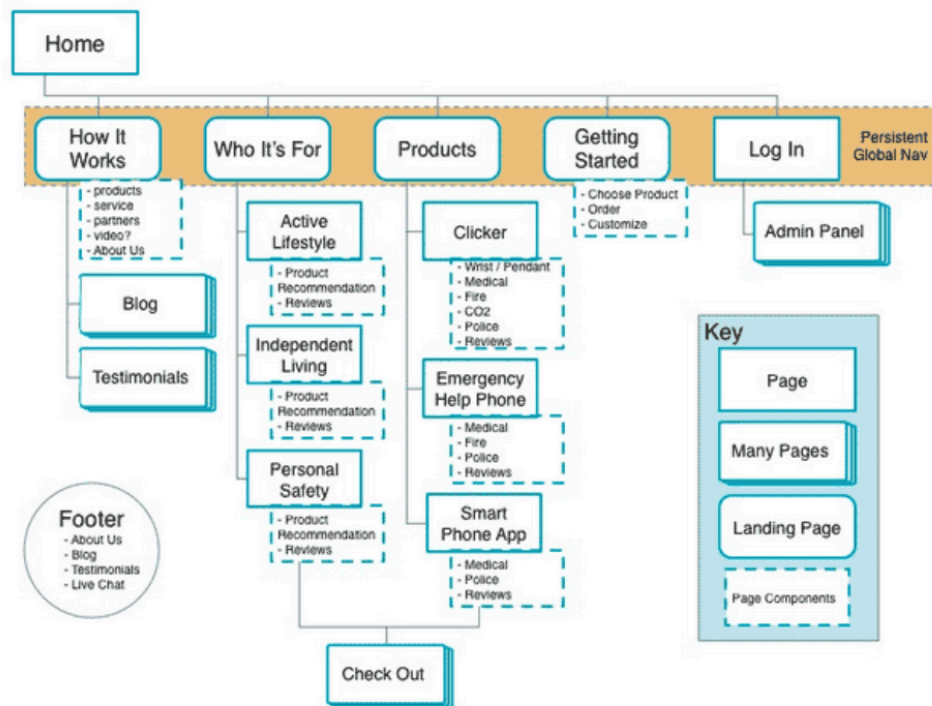 Home
How It
Works
Who It's For
Products
Getting
Started
Log In
Persistent
Global Nav
- products
- service
- partners
- video?
- About Us
Blog
Testimonials
Active
Lifestyle
- Product
Recommendation
- Reviews
Independent
Living
- Product
Recommendation
- Reviews
Personal
Safety
- Product
Recommendation
- Reviews
Clicker
- Wrist / Pendant
- Medical
- Fire
- CO2
- Police
- Reviews
Emergency
Help Phone
- Medical
- Fire
- Police
- Reviews
Smart
Phone App
- Medical
- Police
- Reviews
- Choose Product
- Order
- Customize
Admin Panel
Check Out
Footer
- About Us
- Blog
- Testimonials
- Live Chat
Key
Page
Many Pages
Landing Page
Page Components